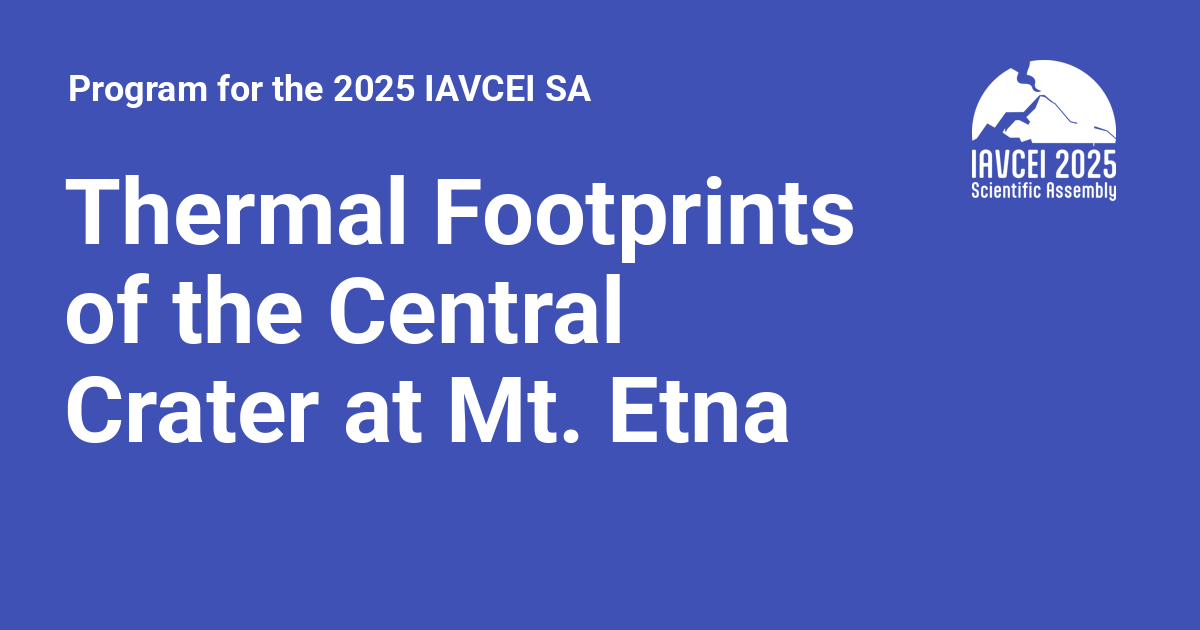 Program for the 2025 IAVCEI SA
Thermal Footprints
of the Central
Crater at Mt. Etna
IAVCEI 2025
Scientific Assembly